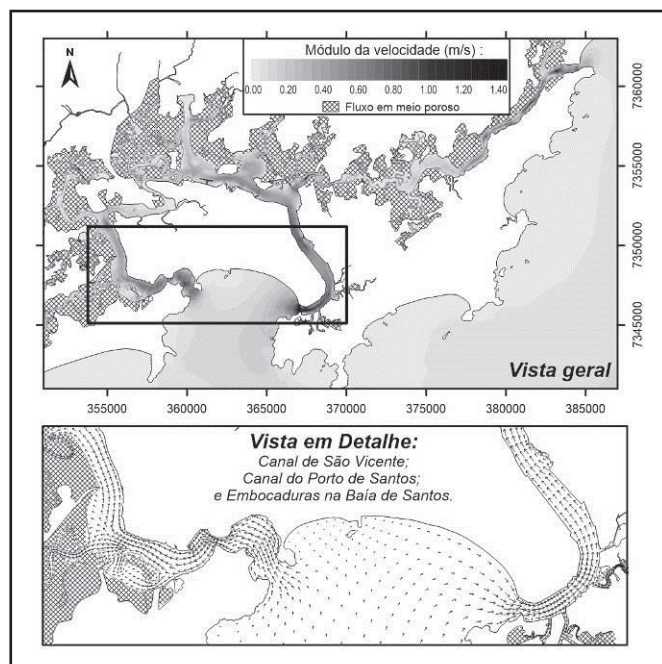 N
Módulo da velocidade (m/s) :
0.00 0.20 0.40 0.60 0.80 1.00 1.20 1.40
Fluxo em meio poroso
7360000
7355000
7350000
7345000
Vista geral
355000 360000 365000 370000 375000 380000 385000
Vista em Detalhe:
Canal de São Vicente;
Canal do Porto de Santos;
e Embocaduras na Baía de Santos.